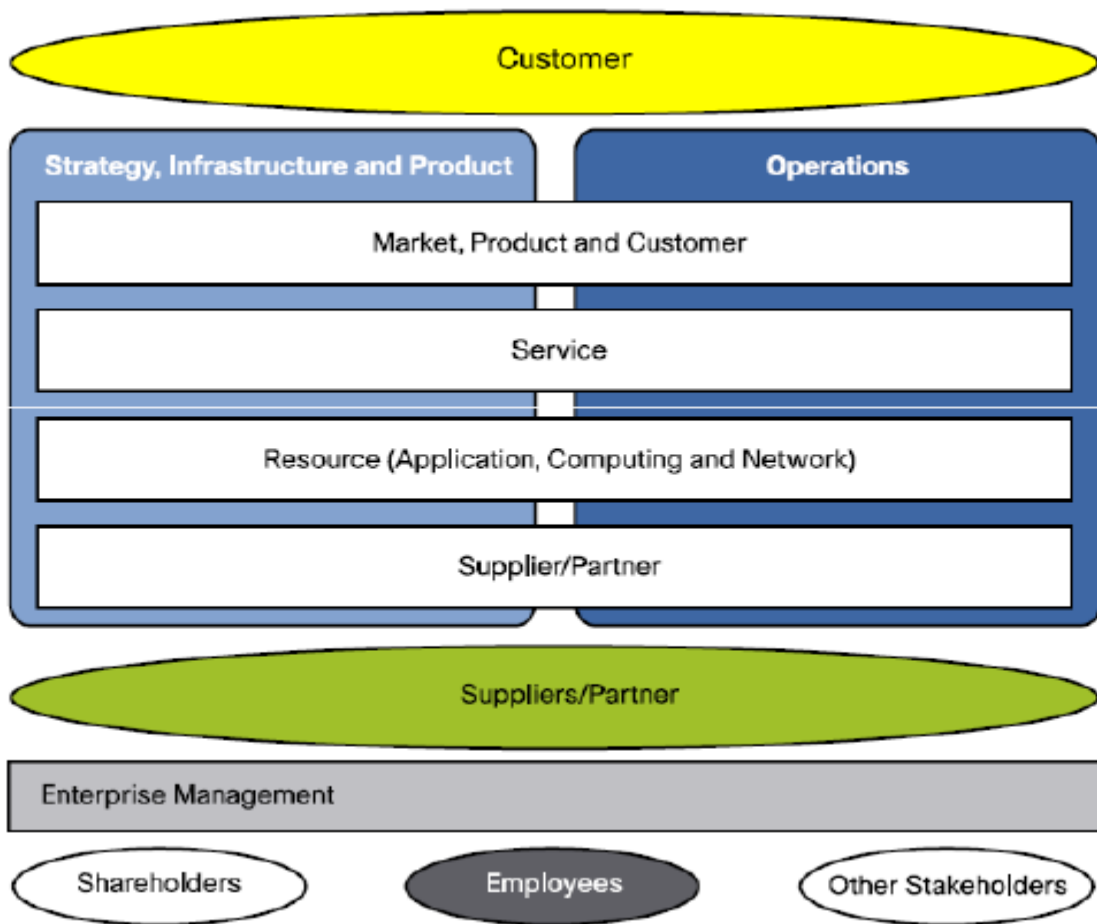 Customer
Strategy, Infrastructure and Product
Operations
Market, Product and Customer
Service
Resource (Application, Computing and Network)
Supplier/Partner
Suppliers/Partner
Enterprise Management
Shareholders
Employees
Other Stakeholders